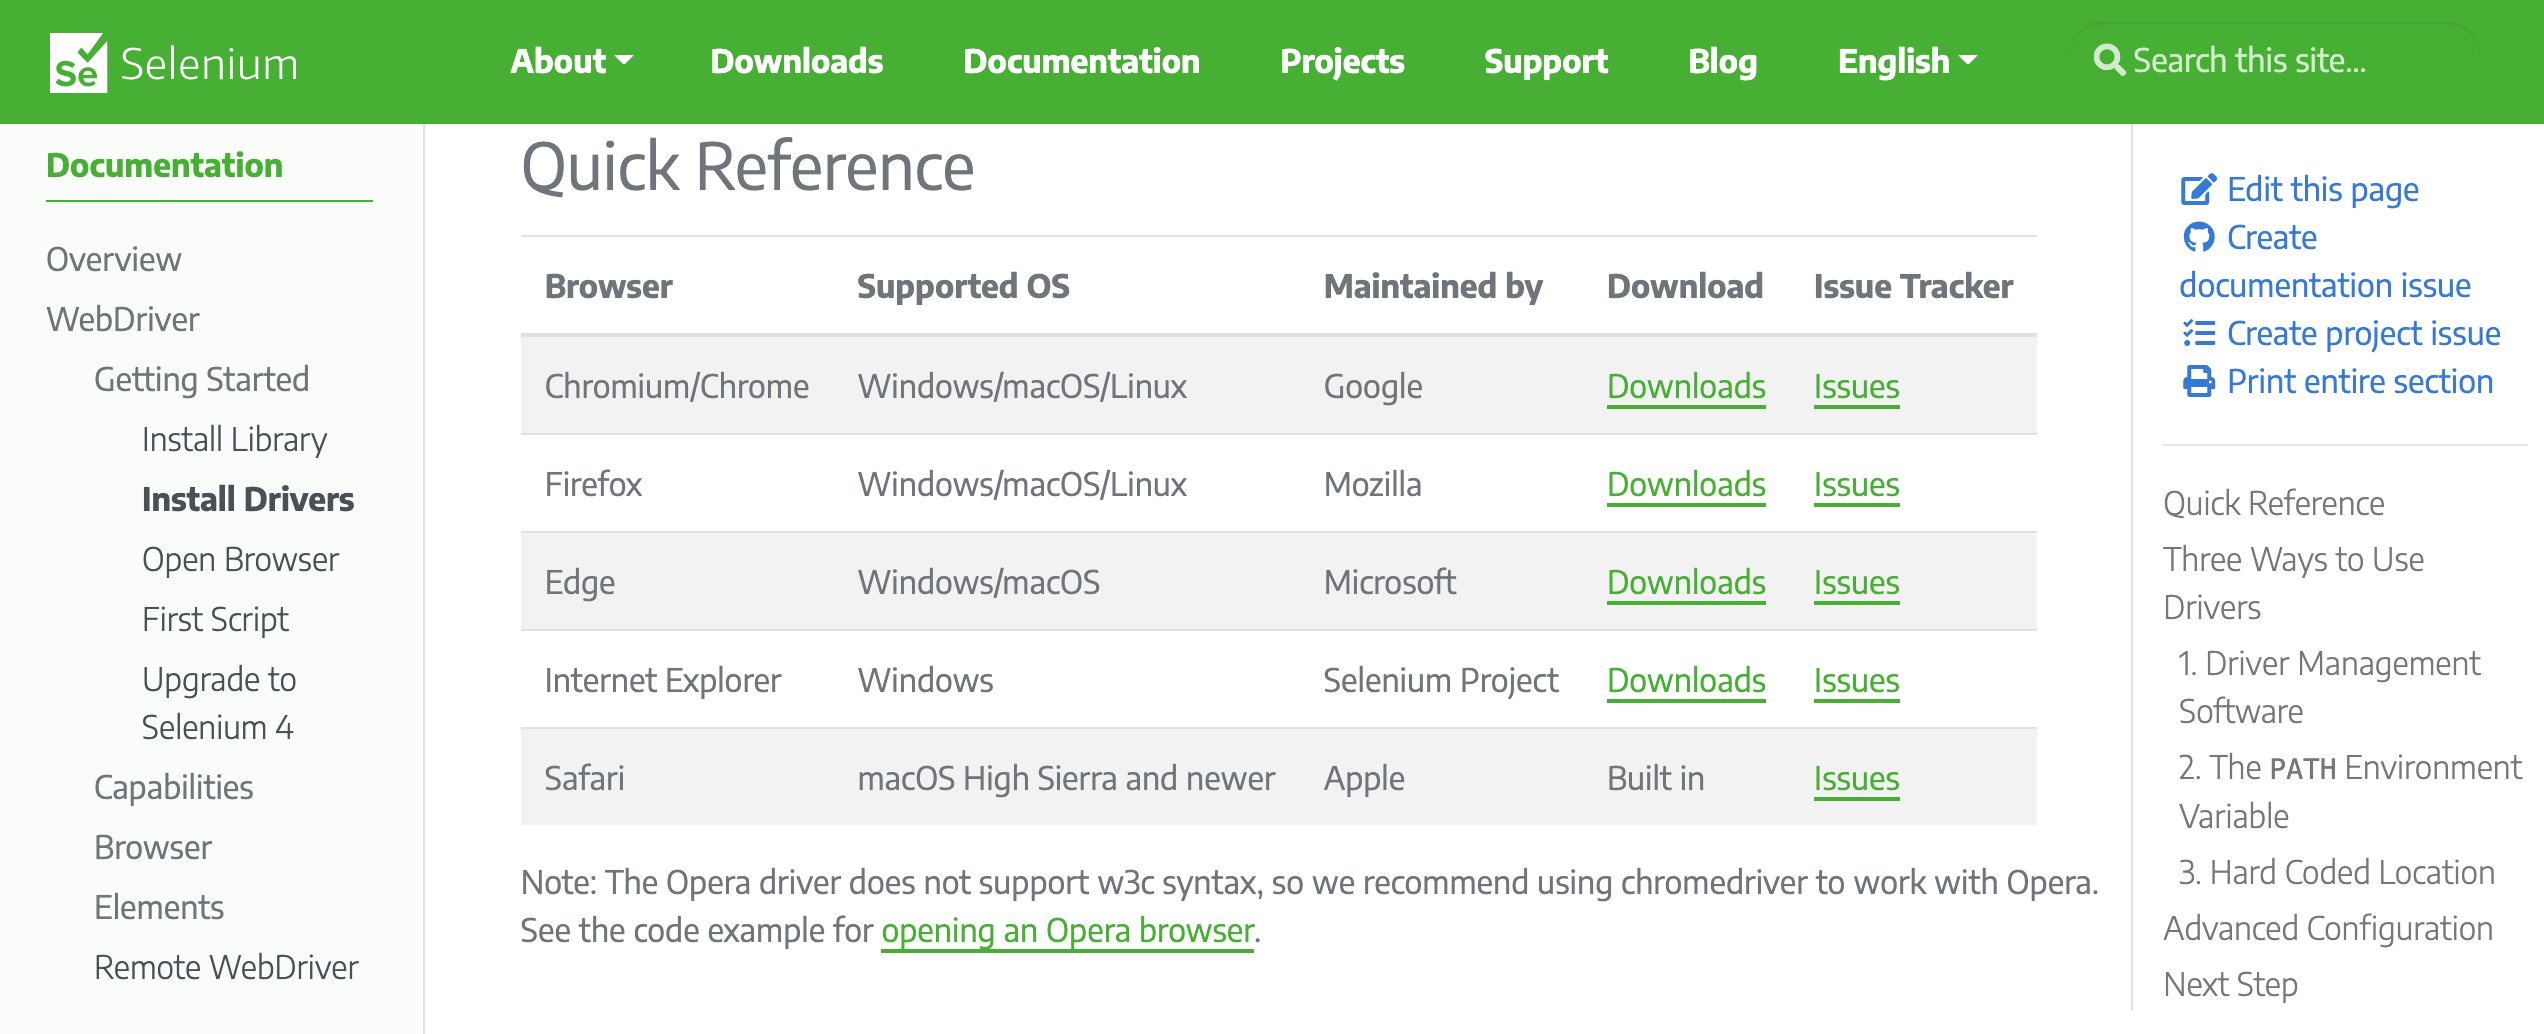 Se Selenium
About Downloads Documentation Projects Support Blog English Search this site...
Documentation
Overview
WebDriver
Getting Started
Install Library
Install Drivers
Open Browser
First Script
Upgrade to
Selenium 4
Capabilities
Browser
Elements
Remote WebDriver
Quick Reference
Browser Supported OS Maintained by Download Issue Tracker
Chromium/Chrome Windows/macOS/Linux Google Downloads Issues
Firefox Windows/macOS/Linux Mozilla Downloads Issues
Edge Windows/macOS Microsoft Downloads Issues
Internet Explorer Windows Selenium Project Downloads Issues
Safari macOS High Sierra and newer Apple Built in Issues
Note: The Opera driver does not support w3c syntax, so we recommend using chromedriver to work with Opera.
See the code example for opening an Opera browser.
Edit this page
Create
documentation issue
Create project issue
Print entire section
Quick Reference
Three Ways to Use
Drivers
1. Driver Management
Software
2. The PATH Environment
Variable
3. Hard Coded Location
Advanced Configuration
Next Step